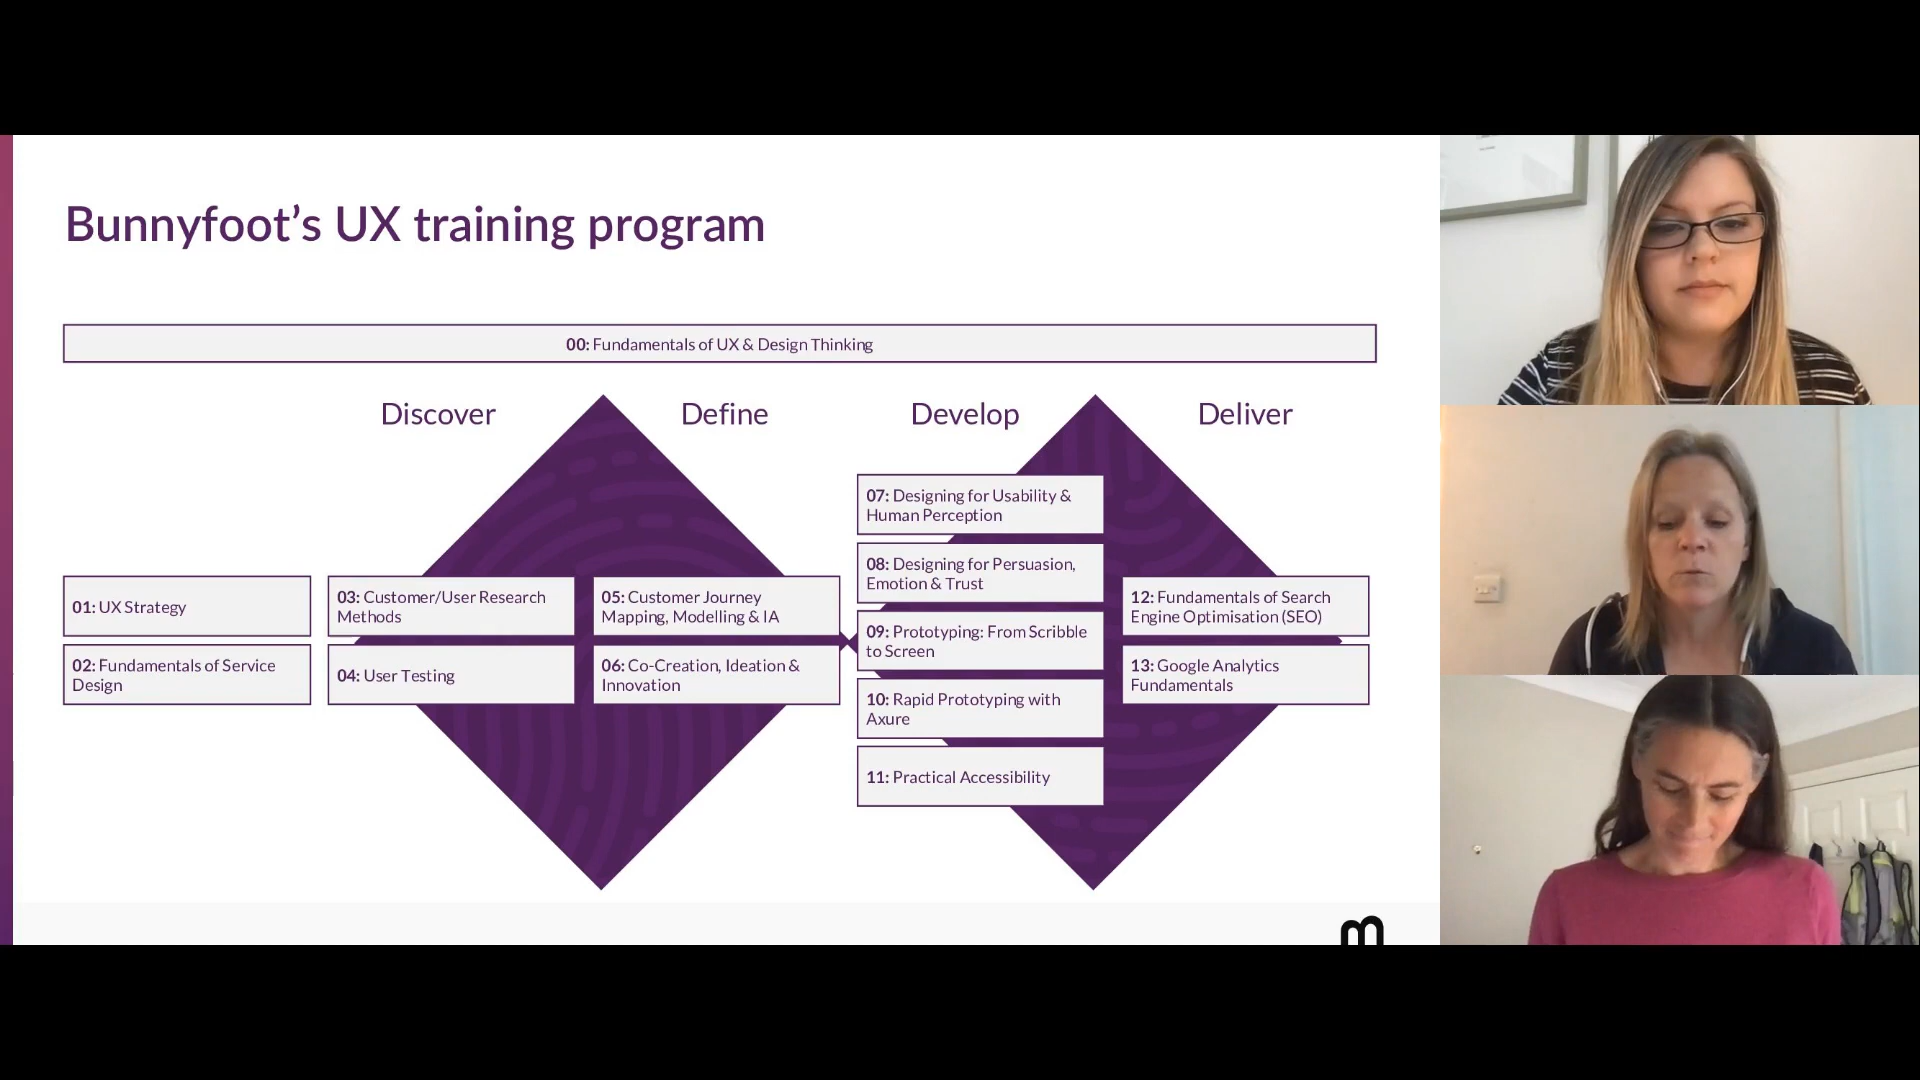 Bunnyfoot’s UX training program
00: Fundamentals of UX & Design Thinking
Discover
Define
Develop
Deliver
01: UX Strategy
02: Fundamentals of Service
Design
03: Customer/User Research
Methods
04: User Testing
05: Customer Journey
Mapping, Modelling & IA
06: Co-Creation, Ideation &
Innovation
07: Designing for Usability &
Human Perception
08: Designing for Persuasion,
Emotion & Trust
09: Prototyping: From Scribble
to Screen
10: Rapid Prototyping with
Axure
11: Practical Accessibility
12: Fundamentals of Search
Engine Optimisation (SEO)
13: Google Analytics
Fundamentals